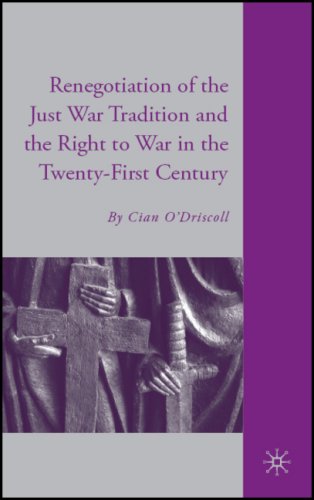 Renegotiation of the
Just War Tradition and
the Right to War in the
Twenty-First Century
By Cian O'Driscoll